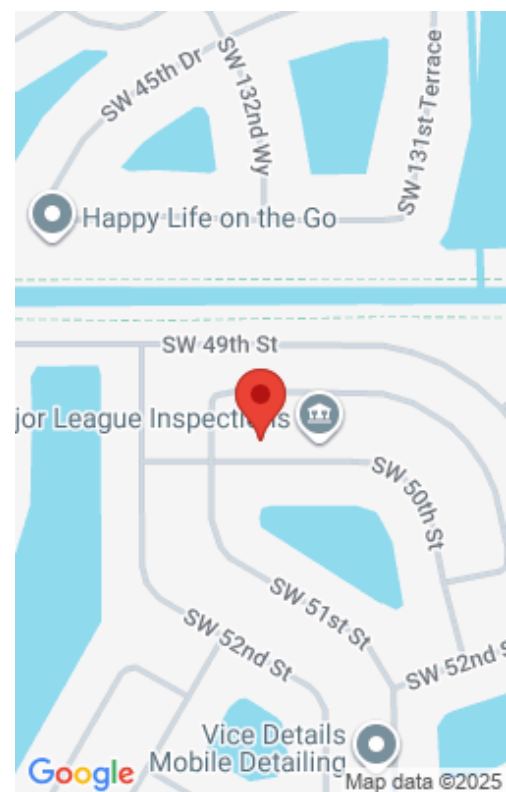 SW 45th Dr
SW 132nd Wy
SW 131st Terrace
Happy Life on the Go
SW 49th St
jor League Inspections
SW 50th St
SW 51st St
SW 52nd St
SW 52nd S
Vice Details
Mobile Detailing
Google
Map data ©2025